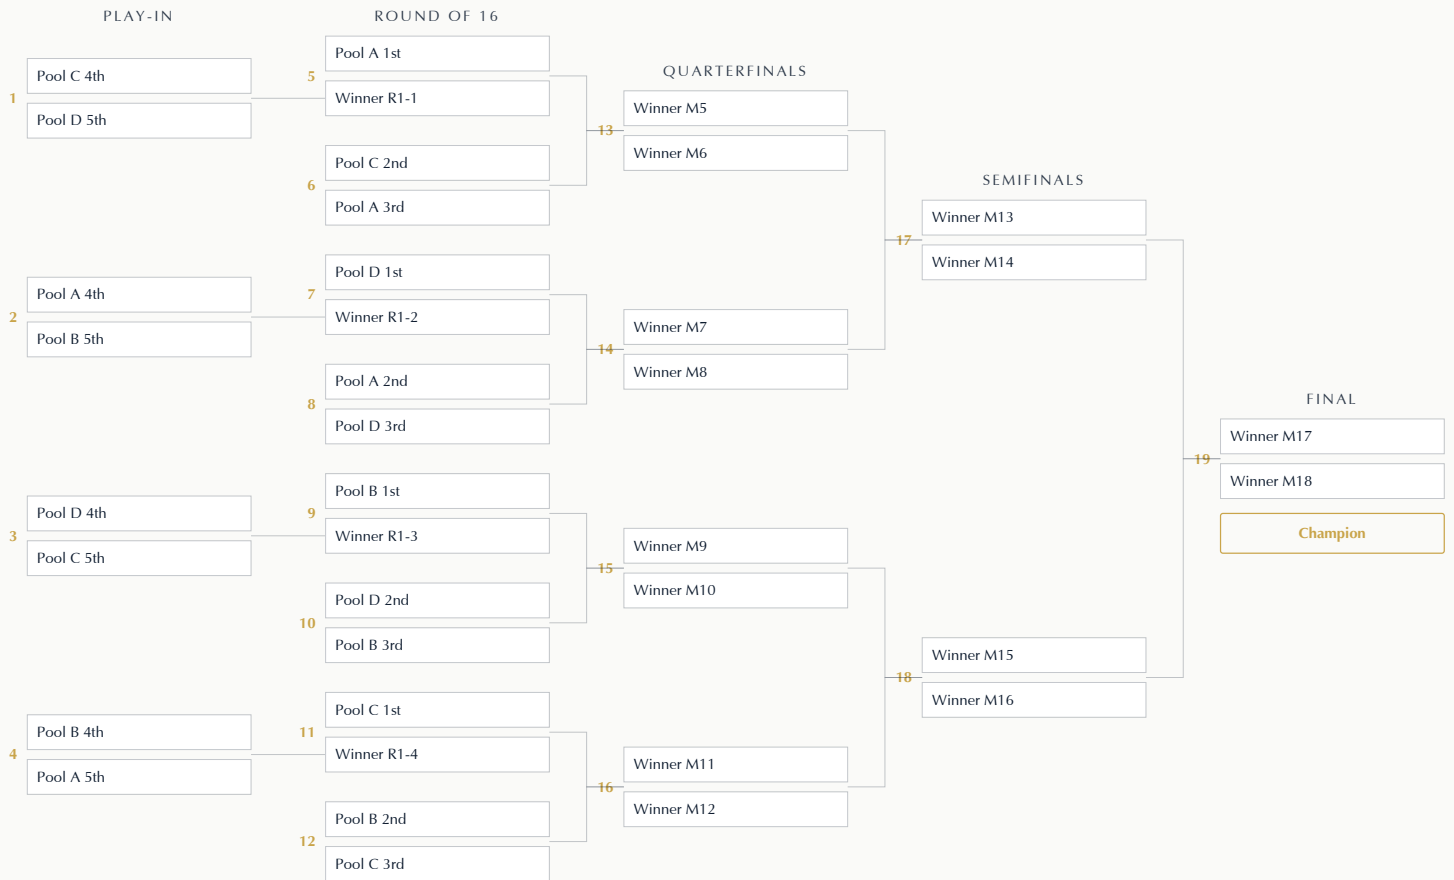 PLAY-IN
1
Pool C 4th
Pool D 5th
2
Pool A 4th
Pool B 5th
3
Pool D 4th
Pool C 5th
4
Pool B 4th
Pool A 5th
ROUND OF 16
5
Pool A 1st
Winner R1-1
6
Pool C 2nd
Pool A 3rd
7
Pool D 1st
Winner R1-2
8
Pool A 2nd
Pool D 3rd
9
Pool B 1st
Winner R1-3
10
Pool D 2nd
Pool B 3rd
11
Pool C 1st
Winner R1-4
12
Pool B 2nd
Pool C 3rd
QUARTERFINALS
13
Winner M5
Winner M6
14
Winner M7
Winner M8
15
Winner M9
Winner M10
16
Winner M11
Winner M12
SEMIFINALS
17
Winner M13
Winner M14
18
Winner M15
Winner M16
FINAL
19
Winner M17
Winner M18
Champion